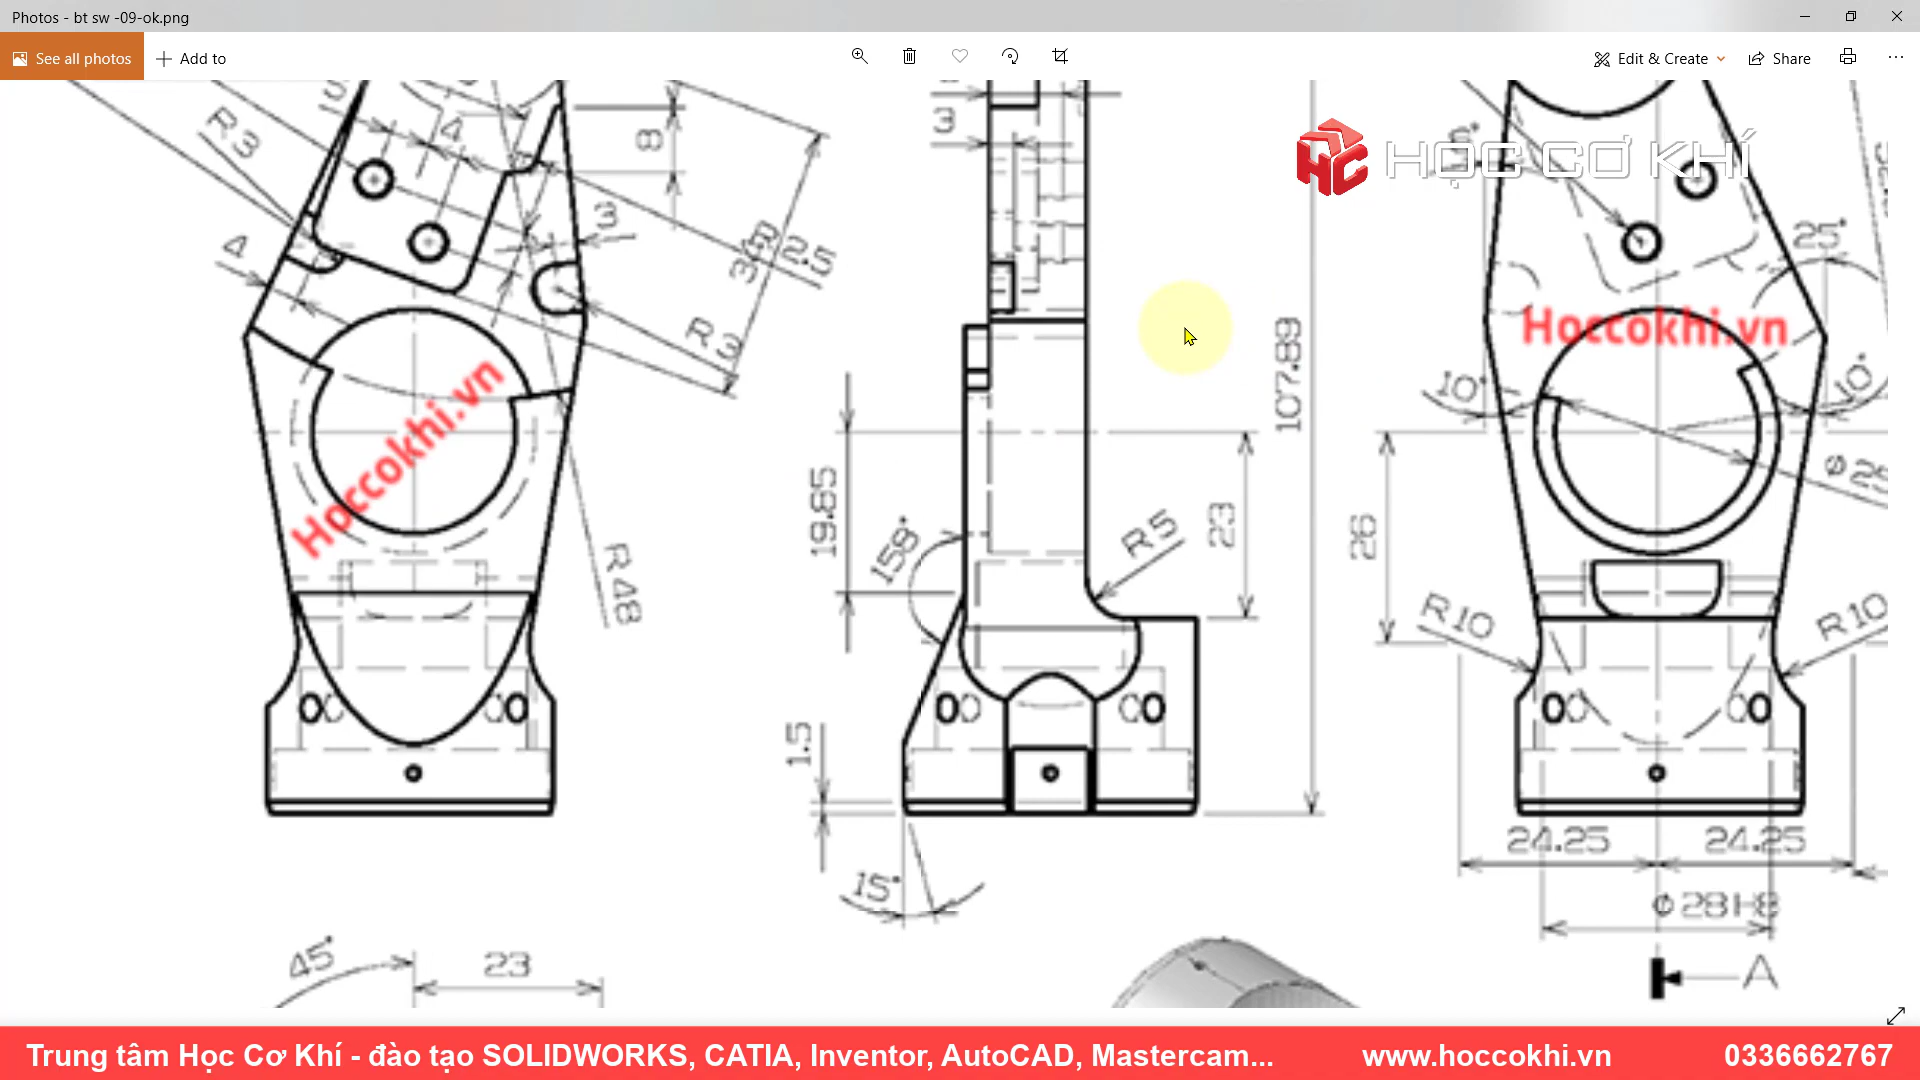 Photos - bt sw -09-ok.png
See all photos
Add to
Edit & Create
Share
HỌC CƠ KHÍ
HC
R3
4
8
3
R2.5
4
3
R3
Hoccokhi.vn
R48
19.85
158°
R5
23
107.89
1.5
15°
Hoccokhi.vn
25°
10°
10°
26
R10
R10
24.25
24.25
⌀28H8
A
45°
23
Trung tâm Học Cơ Khí - đào tạo SOLIDWORKS, CATIA, Inventor, AutoCAD, Mastercam...
www.hoccokhi.vn
0336662767